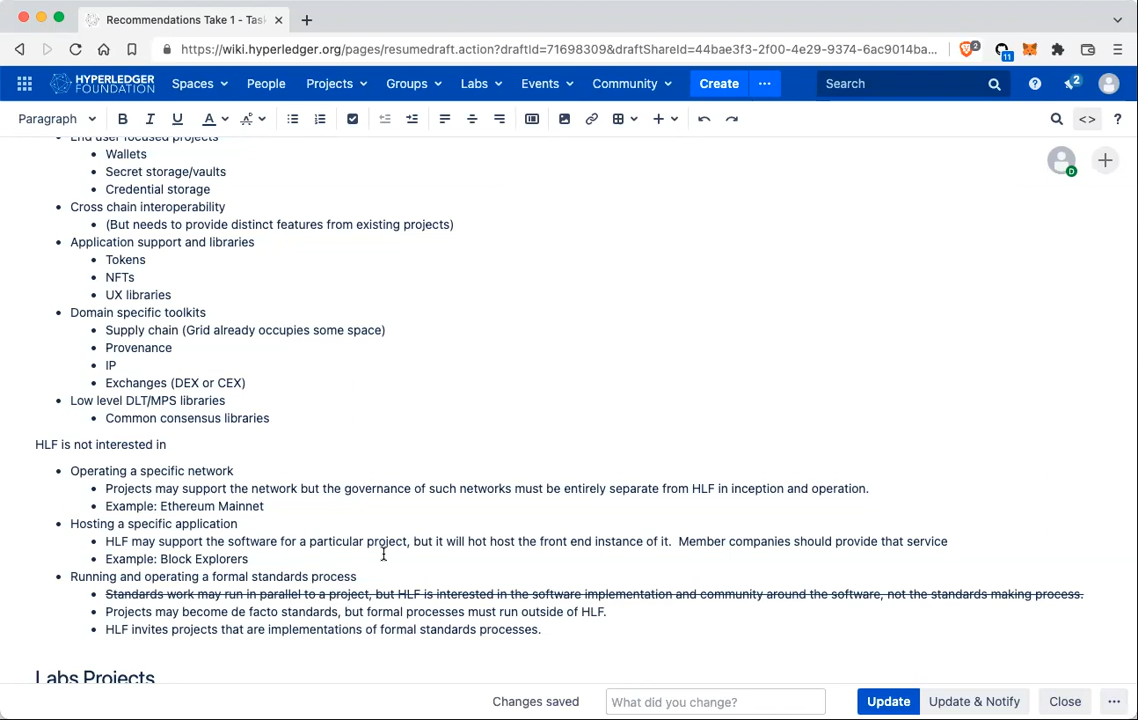 Recommendations Take 1 - Tas
https://wiki.hyperledger.org/pages/resumedraft.action?draftId=71698309&draftShareId=44bae3f3-2f00-4e29-9374-6ac9014ba...
2
11
HYPERLEDGER
FOUNDATION
Spaces
People
Projects
Groups
Labs
Events
Community
Create
Search
2
Paragraph
B I U A
<> ?
D
End user focused projects
Wallets
Secret storage/vaults
Credential storage
Cross chain interoperability
(But needs to provide distinct features from existing projects)
Application support and libraries
Tokens
NFTs
UX libraries
Domain specific toolkits
Supply chain (Grid already occupies some space)
Provenance
IP
Exchanges (DEX or CEX)
Low level DLT/MPS libraries
Common consensus libraries
HLF is not interested in
Operating a specific network
Projects may support the network but the governance of such networks must be entirely separate from HLF in inception and operation.
Example: Ethereum Mainnet
Hosting a specific application
HLF may support the software for a particular project, but it will hot host the front end instance of it.  Member companies should provide that service
Example: Block Explorers
Running and operating a formal standards process
Standards work may run in parallel to a project, but HLF is interested in the software implementation and community around the software, not the standards making process.
Projects may become de facto standards, but formal processes must run outside of HLF.
HLF invites projects that are implementations of formal standards processes.
Labs Projects
Changes saved
What did you change?
Update
Update & Notify
Close